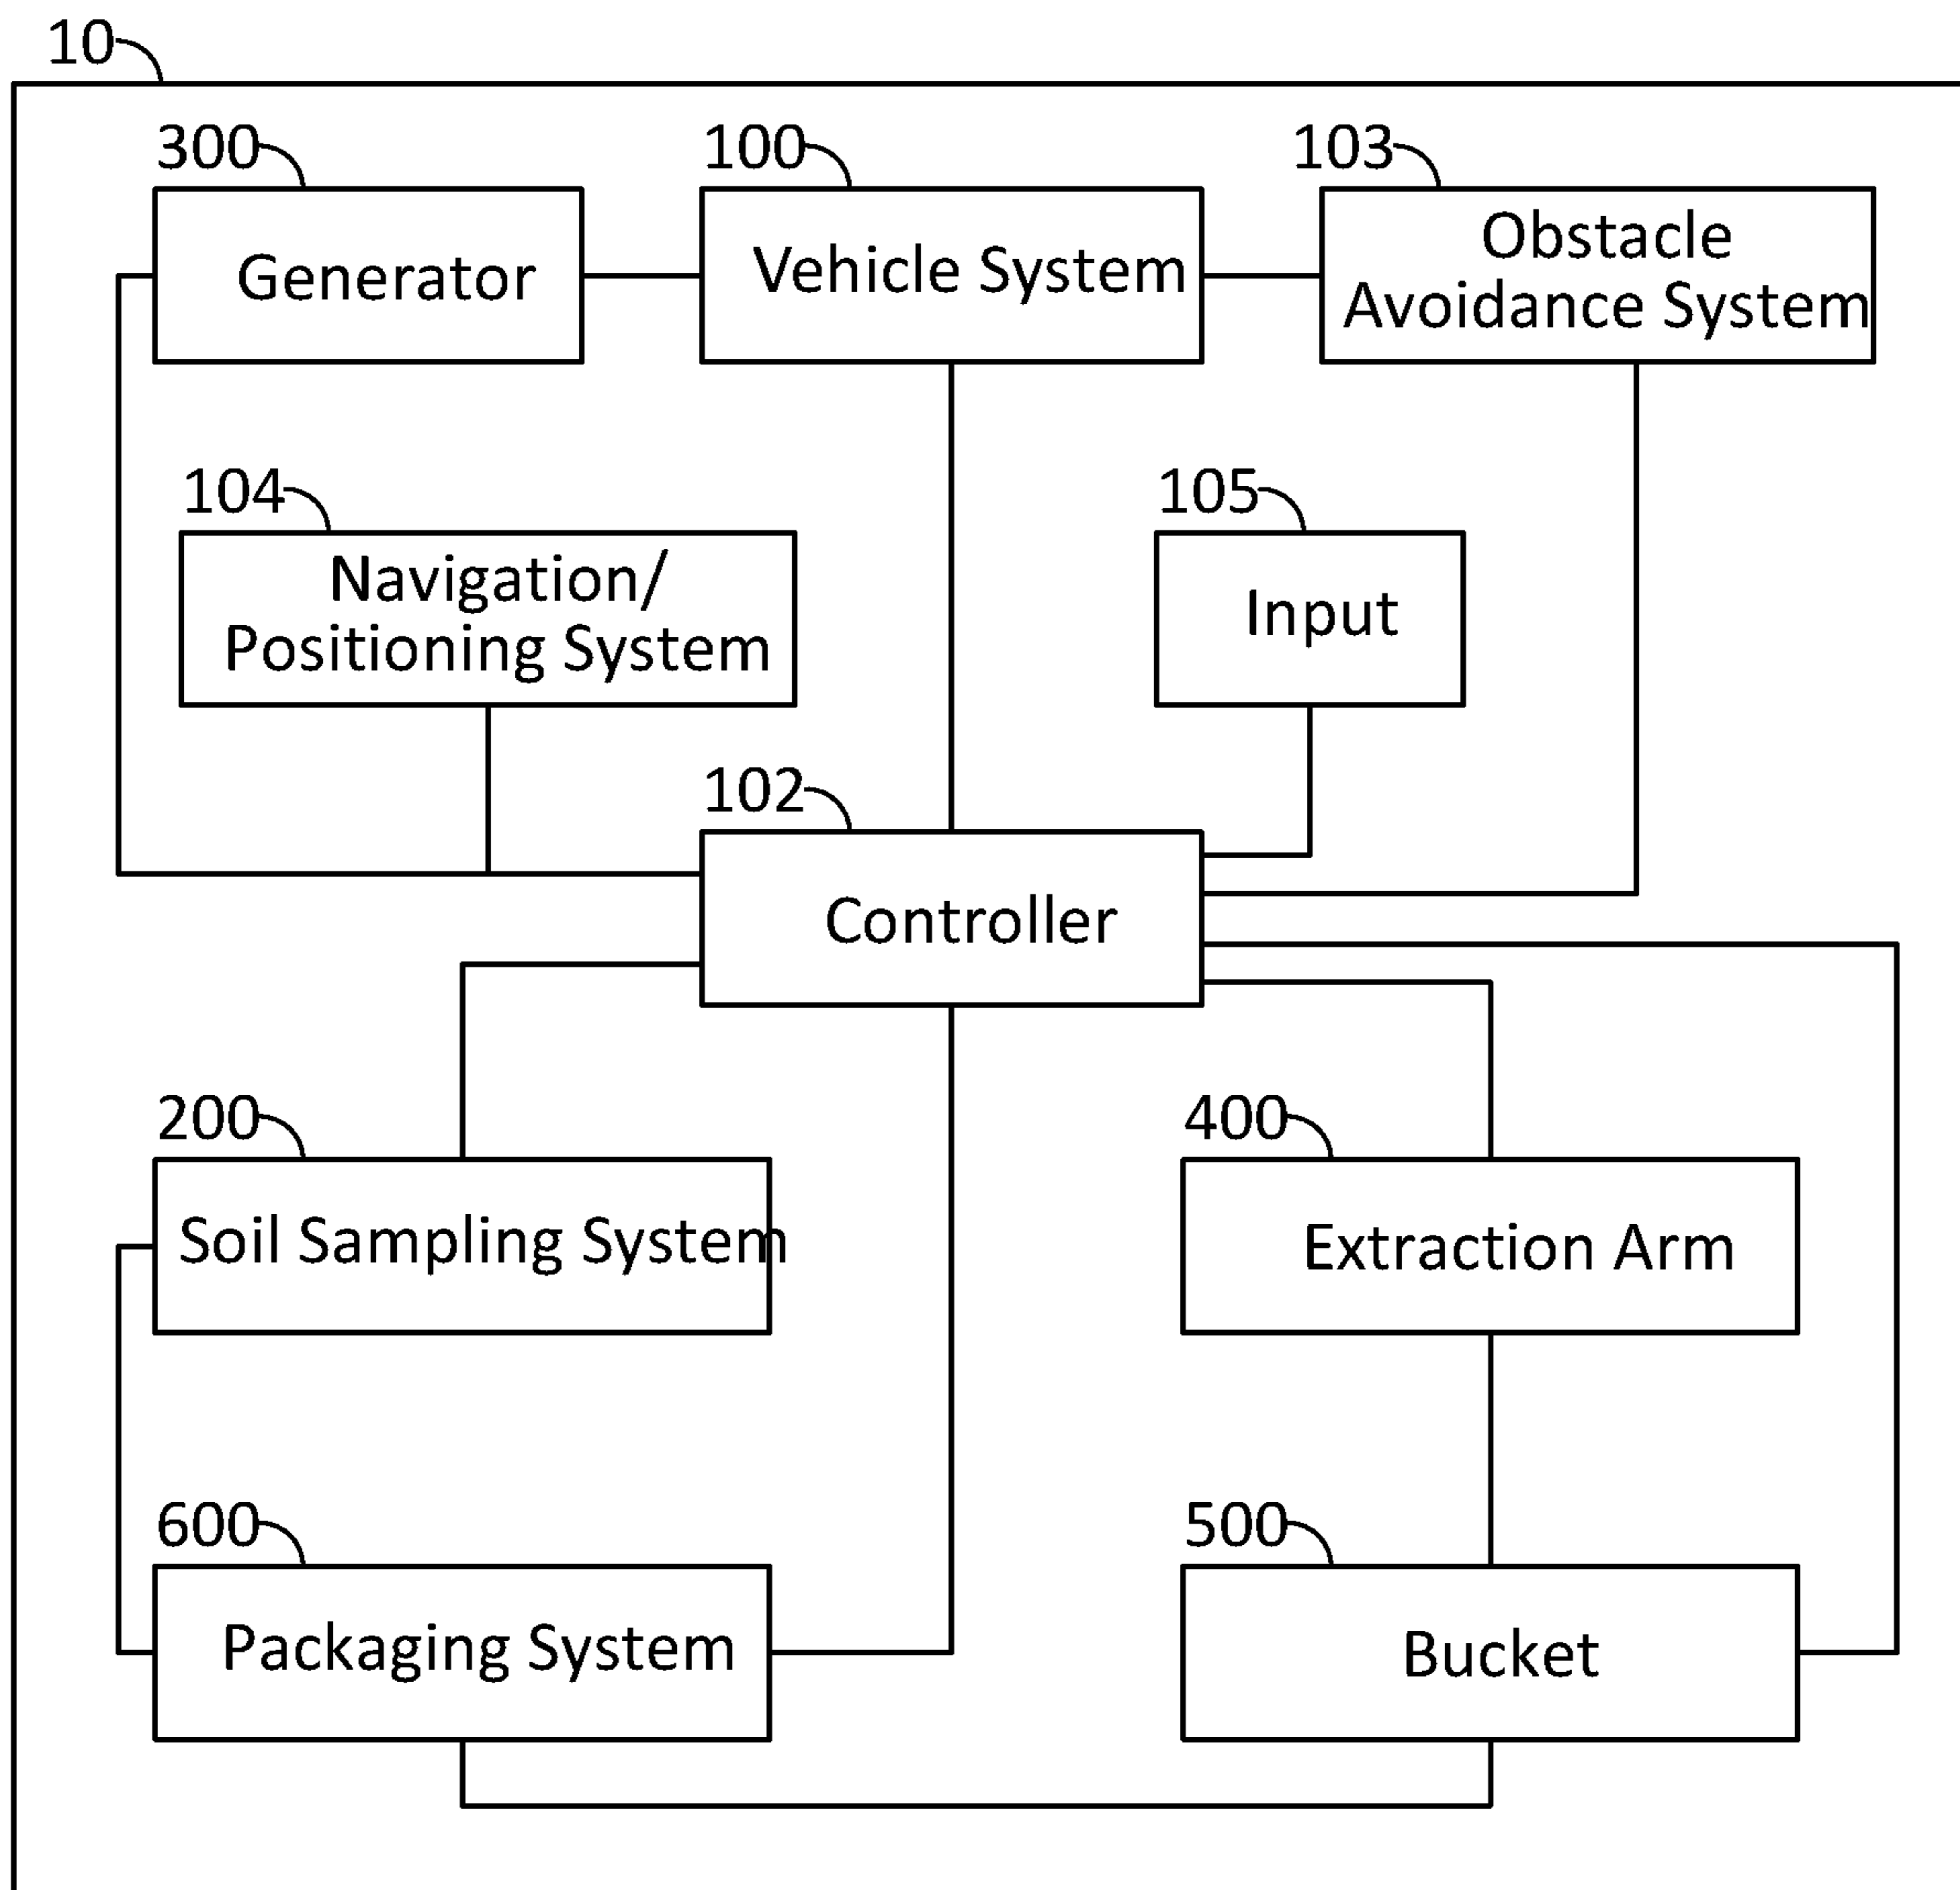 10
300
100
103
Generator
Vehicle System
Obstacle
Avoidance System
104
105
Navigation/
Positioning System
Input
102
Controller
200
400
Soil Sampling System
Extraction Arm
600
500
Packaging System
Bucket